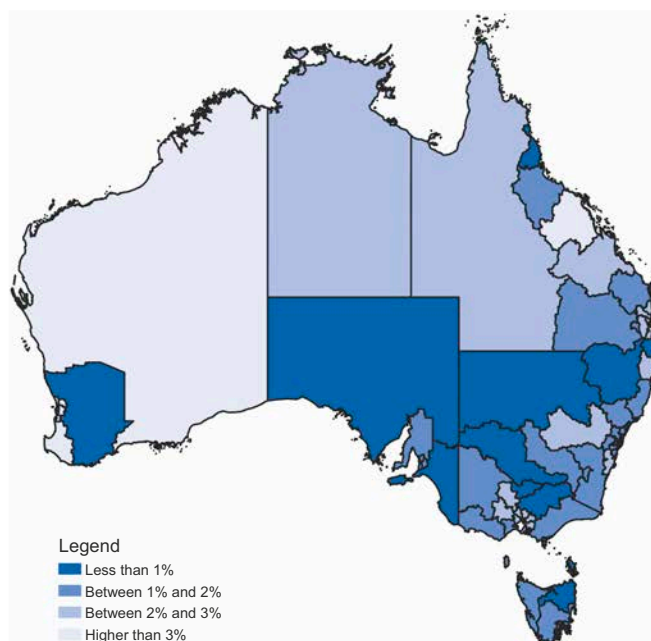 Legend
Less than 1%
Between 1% and 2%
Between 2% and 3%
Higher than 3%